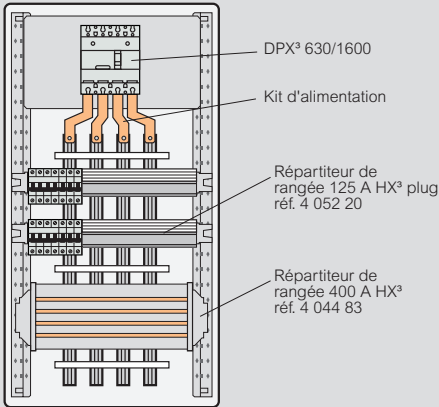 DPX³ 630/1600
Kit d'alimentation
Répartiteur de
rangée 125 A HX³ plug
réf. 4 052 20
Répartiteur de
rangée 400 A HX³
réf. 4 044 83